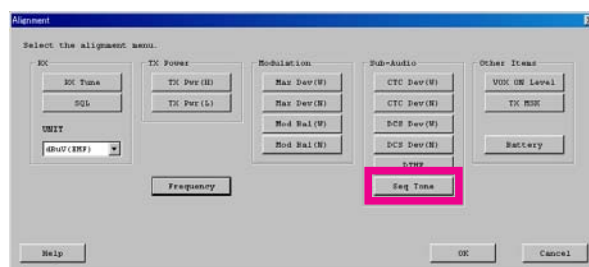 Alignment
Select the alignment menu.
RX
RX Tune
SQL
UNIT
dBuV(EMF)
TX Power
TX Pwr(H)
TX Pwr(L)
Modulation
Max Dev(W)
Max Dev(N)
Mod Bal(W)
Mod Bal(N)
Sub-Audio
CTC Dev(W)
CTC Dev(N)
DCS Dev(W)
DCS Dev(N)
DTMF
Seq Tone
Other Items
VOX ON Level
TX MSK
Battery
Frequency
Help
OK
Cancel